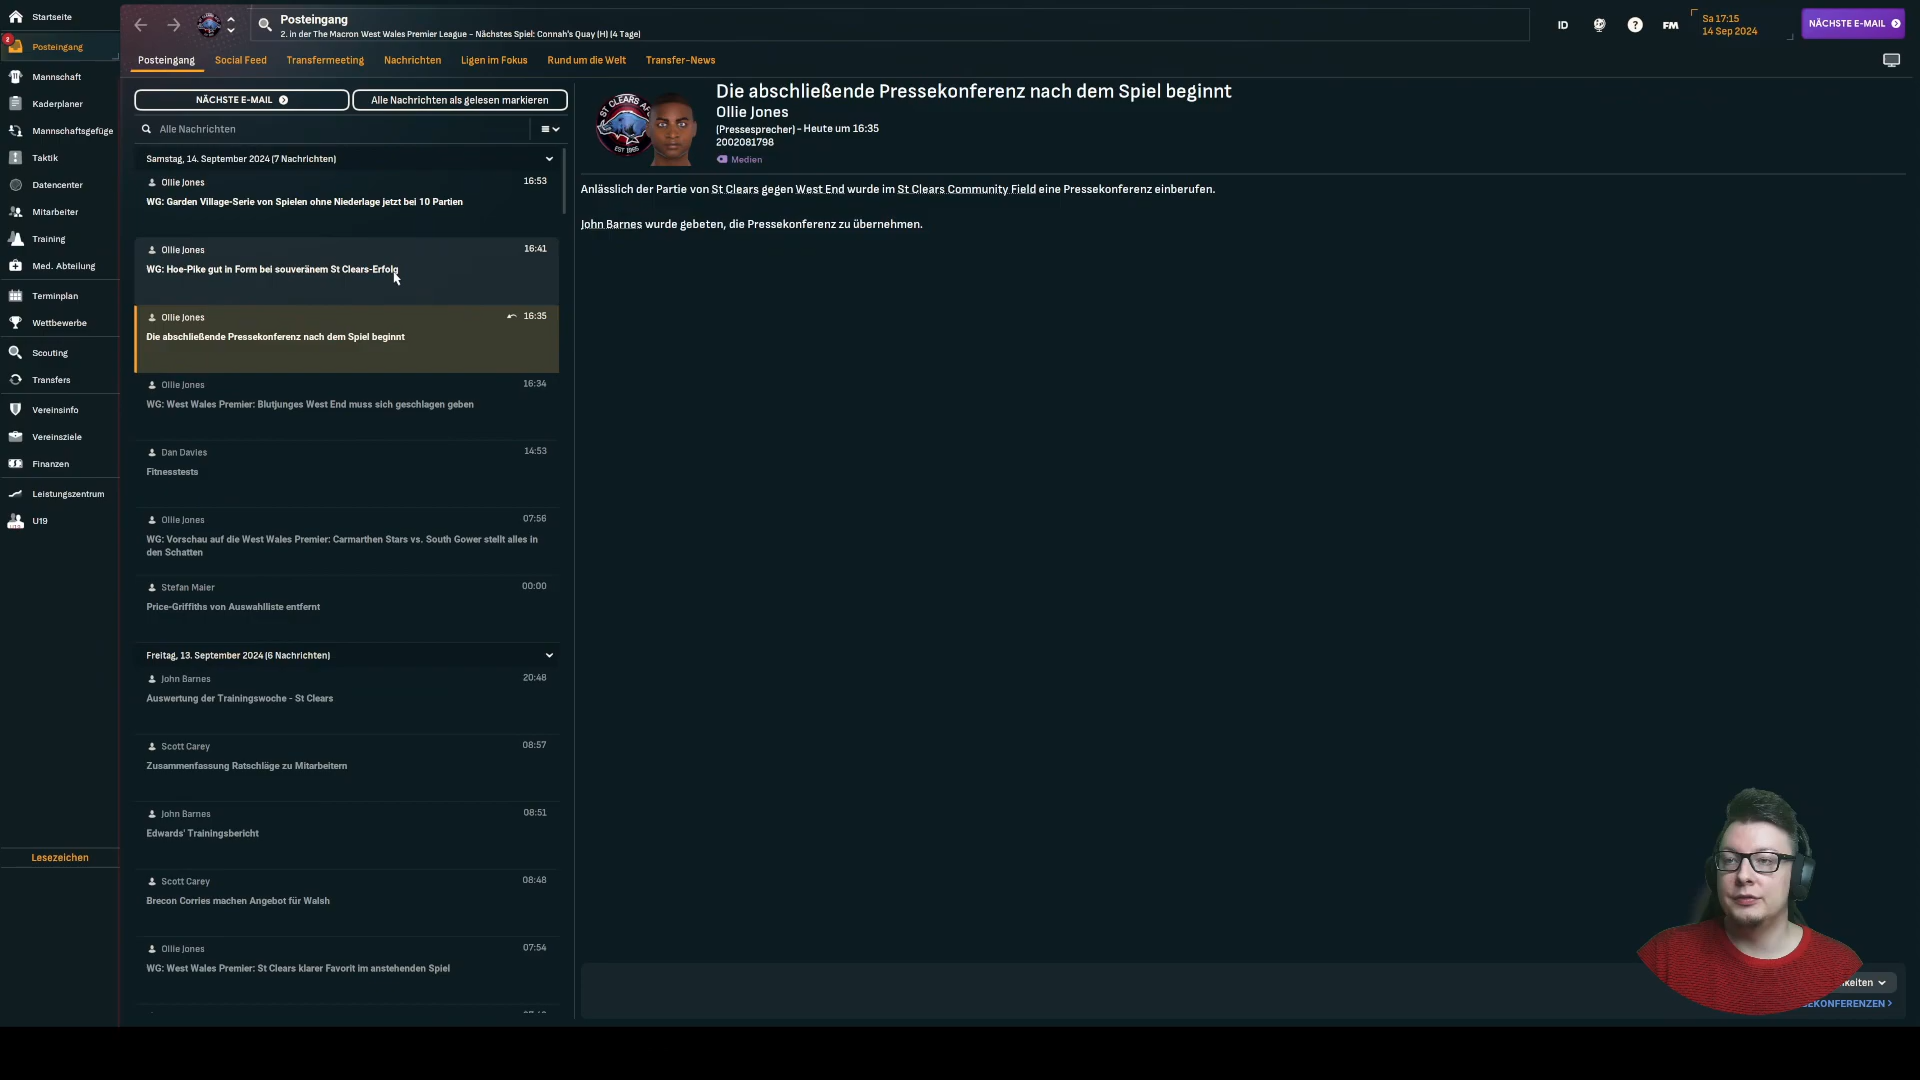 Startseite
2
Posteingang
Mannschaft
Kaderplaner
Mannschaftsgefüge
Taktik
Datencenter
Mitarbeiter
Training
Med. Abteilung
Terminplan
Wettbewerbe
Scouting
Transfers
Vereinsinfo
Vereinsziele
Finanzen
Leistungszentrum
U19
Lesezeichen
Posteingang
2. in der The Macron West Wales Premier League – Nächstes Spiel: Connah's Quay (H) (4 Tage)
ID
?
FM
Sa 17:15
14 Sep 2024
NÄCHSTE E-MAIL
Posteingang Social Feed Transfermeeting Nachrichten Ligen im Fokus Rund um die Welt Transfer-News
NÄCHSTE E-MAIL
Alle Nachrichten als gelesen markieren
Alle Nachrichten
Samstag, 14. September 2024 (7 Nachrichten)
Ollie Jones 16:53
WG: Garden Village-Serie von Spielen ohne Niederlage jetzt bei 10 Partien
Ollie Jones 16:41
WG: Hoe-Pike gut in Form bei souveränem St Clears-Erfolg
Ollie Jones 16:35
Die abschließende Pressekonferenz nach dem Spiel beginnt
Ollie Jones 16:34
WG: West Wales Premier: Blutjunges West End muss sich geschlagen geben
Dan Davies 14:53
Fitnesstests
Ollie Jones 07:56
WG: Vorschau auf die West Wales Premier: Carmarthen Stars vs. South Gower stellt alles in
den Schatten
Stefan Maier 00:00
Price-Griffiths von Auswahlliste entfernt
Freitag, 13. September 2024 (6 Nachrichten)
John Barnes 20:48
Auswertung der Trainingswoche - St Clears
Scott Carey 08:57
Zusammenfassung Ratschläge zu Mitarbeitern
John Barnes 08:51
Edwards' Trainingsbericht
Scott Carey 08:48
Brecon Corries machen Angebot für Walsh
Ollie Jones 07:54
WG: West Wales Premier: St Clears klarer Favorit im anstehenden Spiel
ST CLEARS AFC
EST 1965
Die abschließende Pressekonferenz nach dem Spiel beginnt
Ollie Jones
(Pressesprecher) - Heute um 16:35
2002081798
Medien
Anlässlich der Partie von St Clears gegen West End wurde im St Clears Community Field eine Pressekonferenz einberufen.
John Barnes wurde gebeten, die Pressekonferenz zu übernehmen.